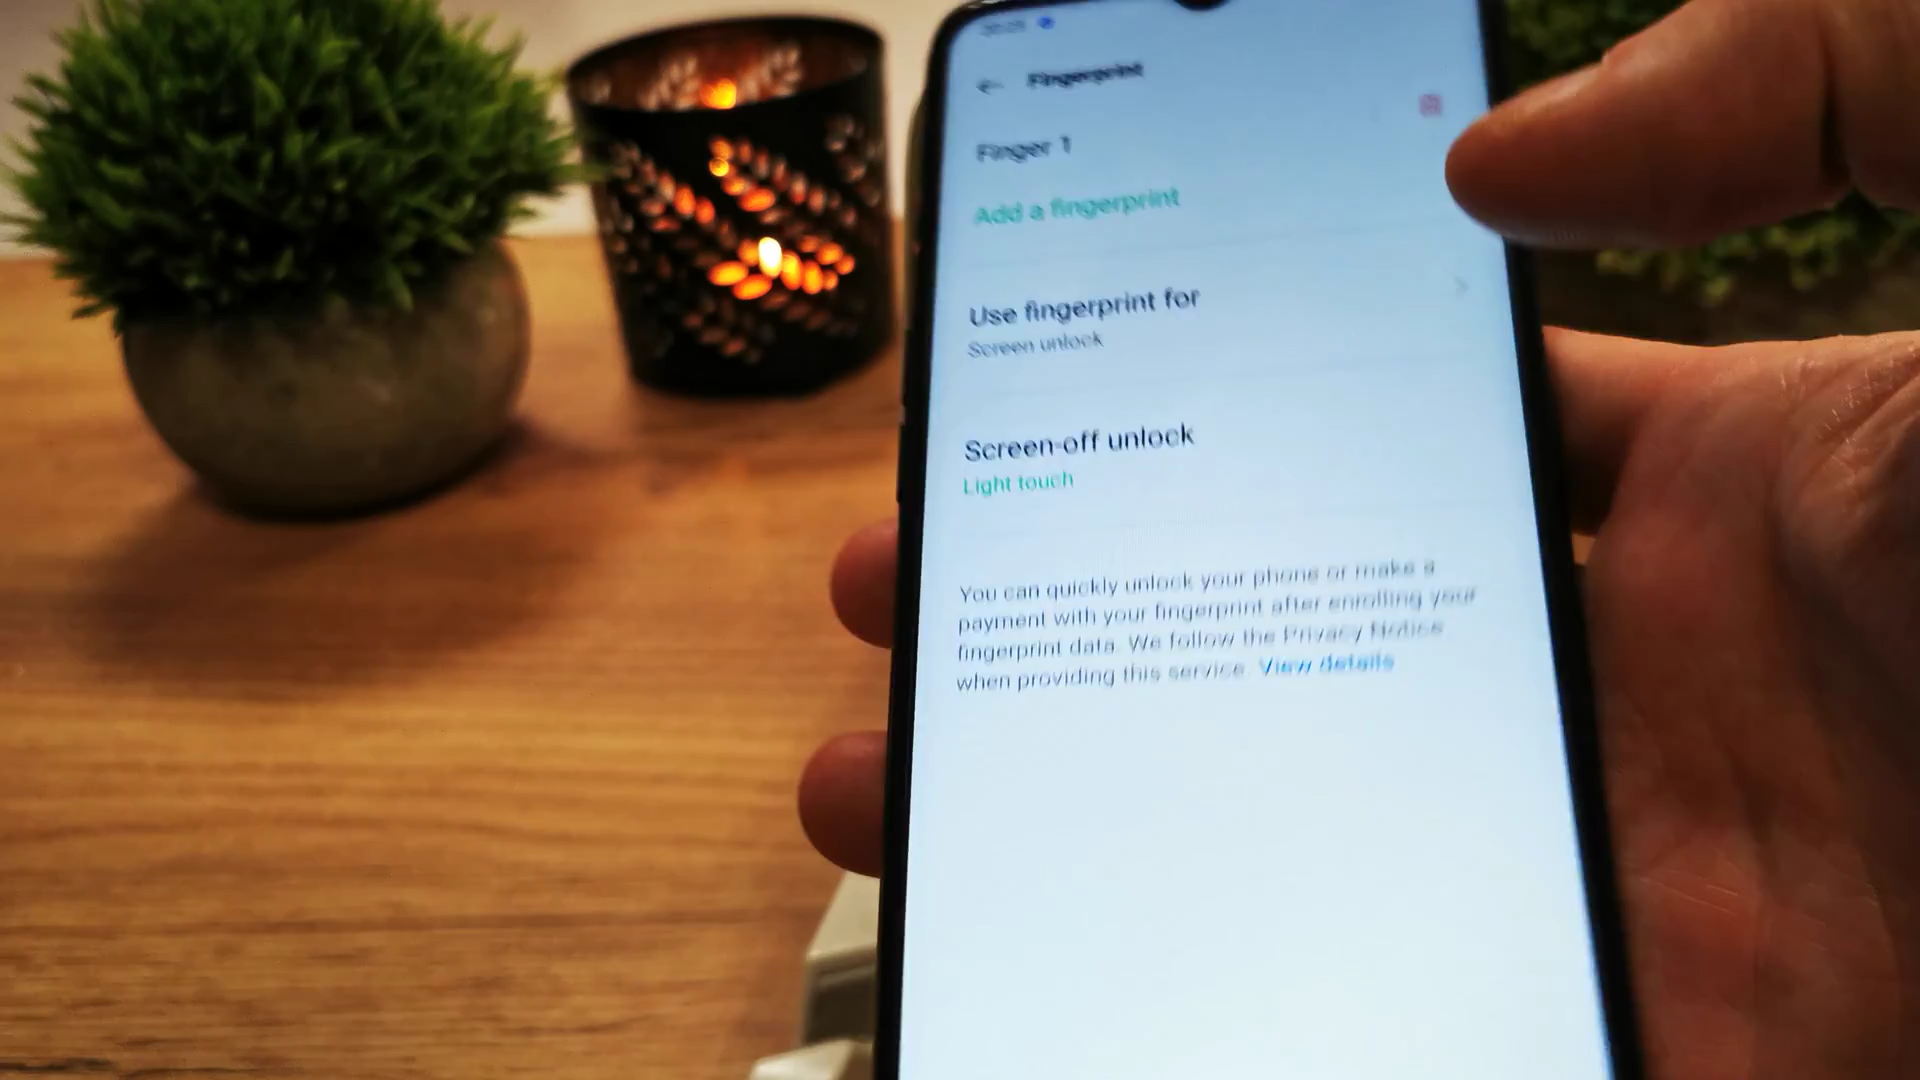 Fingerprint
Finger 1
Add a fingerprint
Use fingerprint for
Screen unlock
Screen-off unlock
Light touch
You can quickly unlock your phone or make a
payment with your fingerprint after enrolling your
fingerprint data. We follow the Privacy Notice
when providing this service. View details